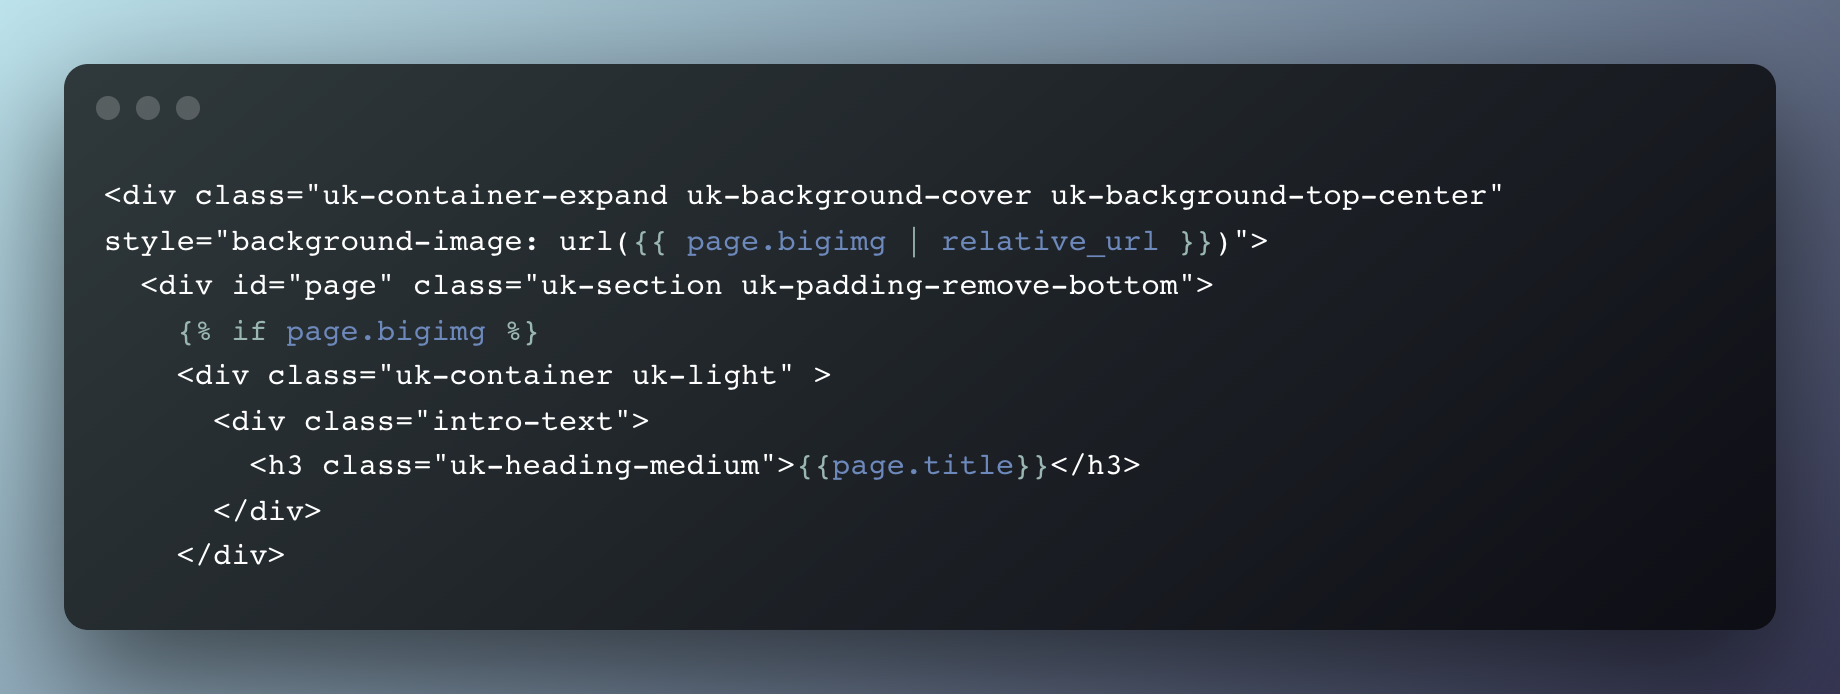 <div class="uk-container-expand uk-background-cover uk-background-top-center"
style="background-image: url({{ page.bigimg | relative_url }})">
  <div id="page" class="uk-section uk-padding-remove-bottom">
    {% if page.bigimg %}
    <div class="uk-container uk-light" >
      <div class="intro-text">
        <h3 class="uk-heading-medium">{{page.title}}</h3>
      </div>
    </div>